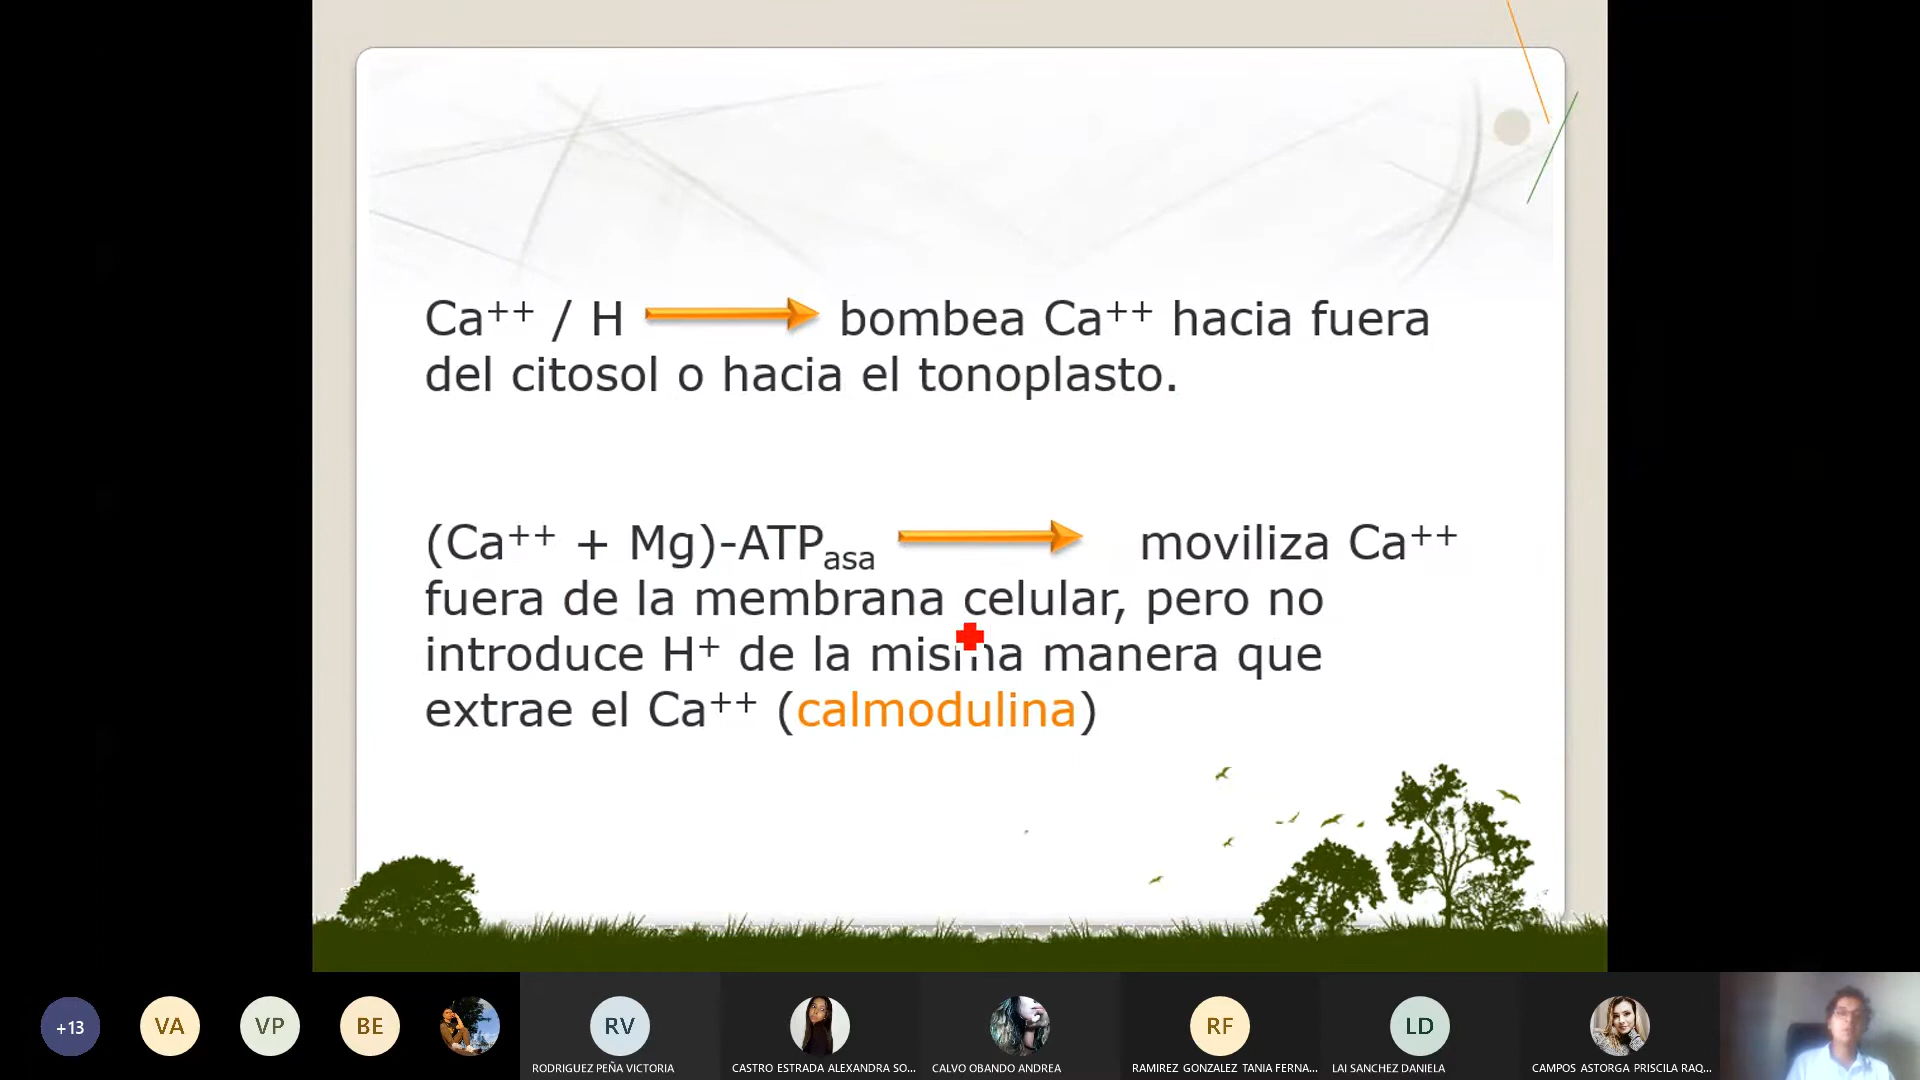 Ca⁺⁺ / H → bombea Ca⁺⁺ hacia fuera
del citosol o hacia el tonoplasto.
(Ca⁺⁺ + Mg)-ATPasa → moviliza Ca⁺⁺
fuera de la membrana celular, pero no
introduce H⁺ de la misma manera que
extrae el Ca⁺⁺ (calmodulina)
+13
VA
VP
BE
RV
RF
LD
RODRIGUEZ PEÑA VICTORIA
CASTRO ESTRADA ALEXANDRA SO...
CALVO OBANDO ANDREA
RAMIREZ GONZALEZ TANIA FERNA...
LAI SANCHEZ DANIELA
CAMPOS ASTORGA PRISCILA RAQ...